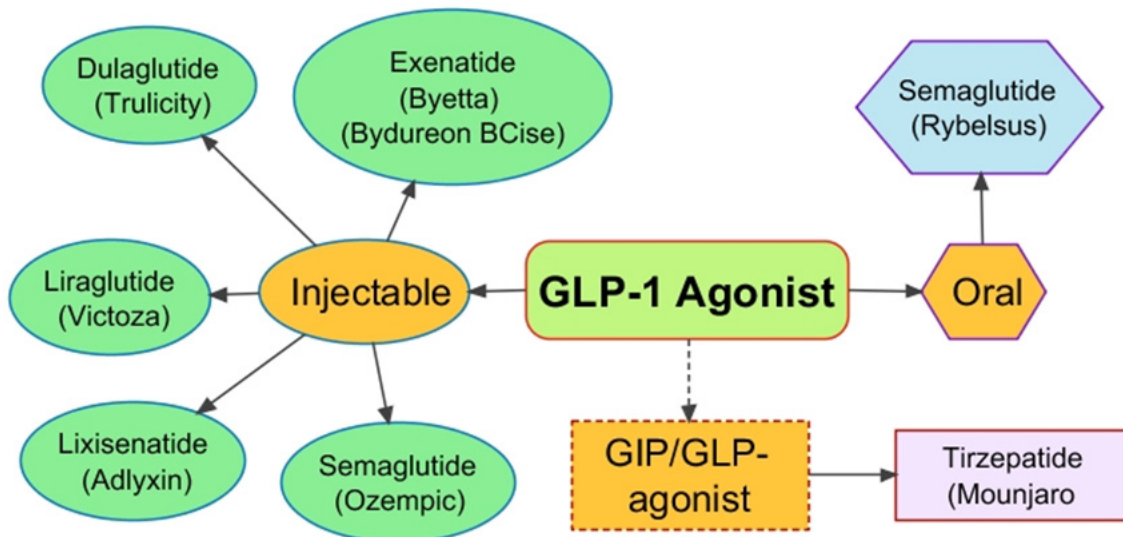 Dulaglutide
(Trulicity)
Exenatide
(Byetta)
(Bydureon BCise)
Semaglutide
(Rybelsus)
Liraglutide
(Victoza)
Injectable
GLP-1 Agonist
Oral
Lixisenatide
(Adlyxin)
Semaglutide
(Ozempic)
GIP/GLP-
agonist
Tirzepatide
(Mounjaro